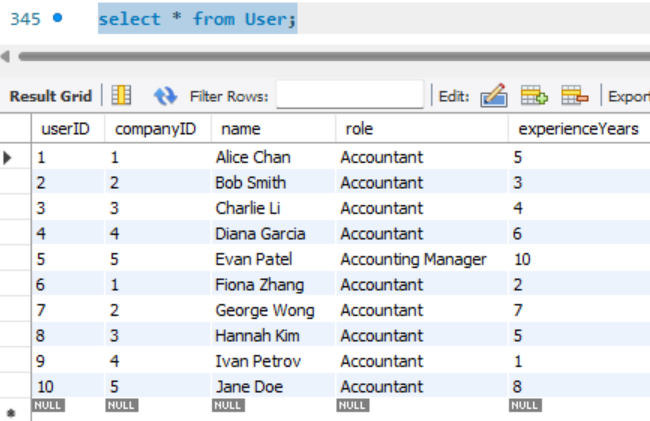 345 select * from User;
Result Grid Filter Rows: Edit: Export
userID companyID name role experienceYears
1 1 Alice Chan Accountant 5
2 2 Bob Smith Accountant 3
3 3 Charlie Li Accountant 4
4 4 Diana Garcia Accountant 6
5 5 Evan Patel Accounting Manager 10
6 1 Fiona Zhang Accountant 2
7 2 George Wong Accountant 7
8 3 Hannah Kim Accountant 5
9 4 Ivan Petrov Accountant 1
10 5 Jane Doe Accountant 8
NULL NULL NULL NULL NULL